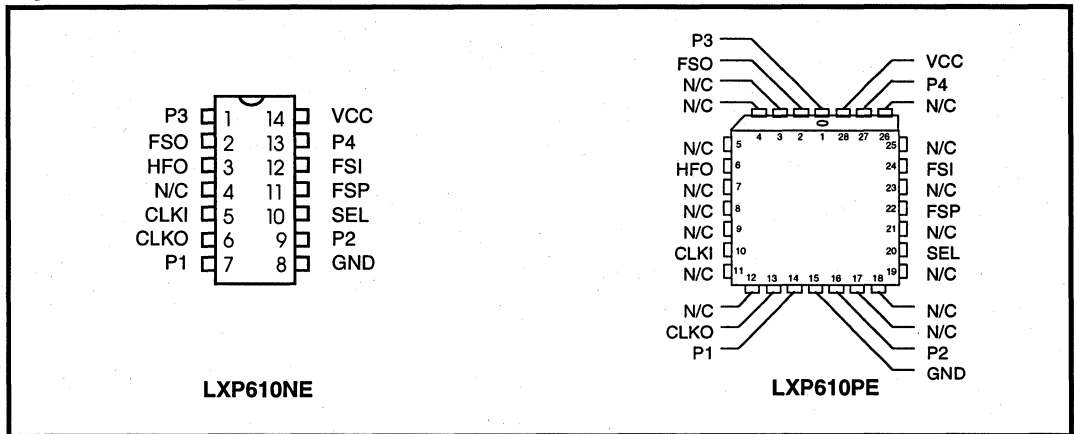 P3 1 14 VCC
FSO 2 13 P4
HFO 3 12 FSI
N/C 4 11 FSP
CLKI 5 10 SEL
CLKO 6 9 P2
P1 7 8 GND
LXP610NE
P3
FSO VCC
N/C P4
N/C N/C
4 3 2 1 28 27 26
N/C 5 25 N/C
HFO 6 24 FSI
N/C 7 23 N/C
N/C 8 22 FSP
N/C 9 21 N/C
CLKI 10 20 SEL
N/C 11 19 N/C
12 13 14 15 16 17 18
N/C N/C
CLKO N/C
P1 P2
GND
LXP610PE